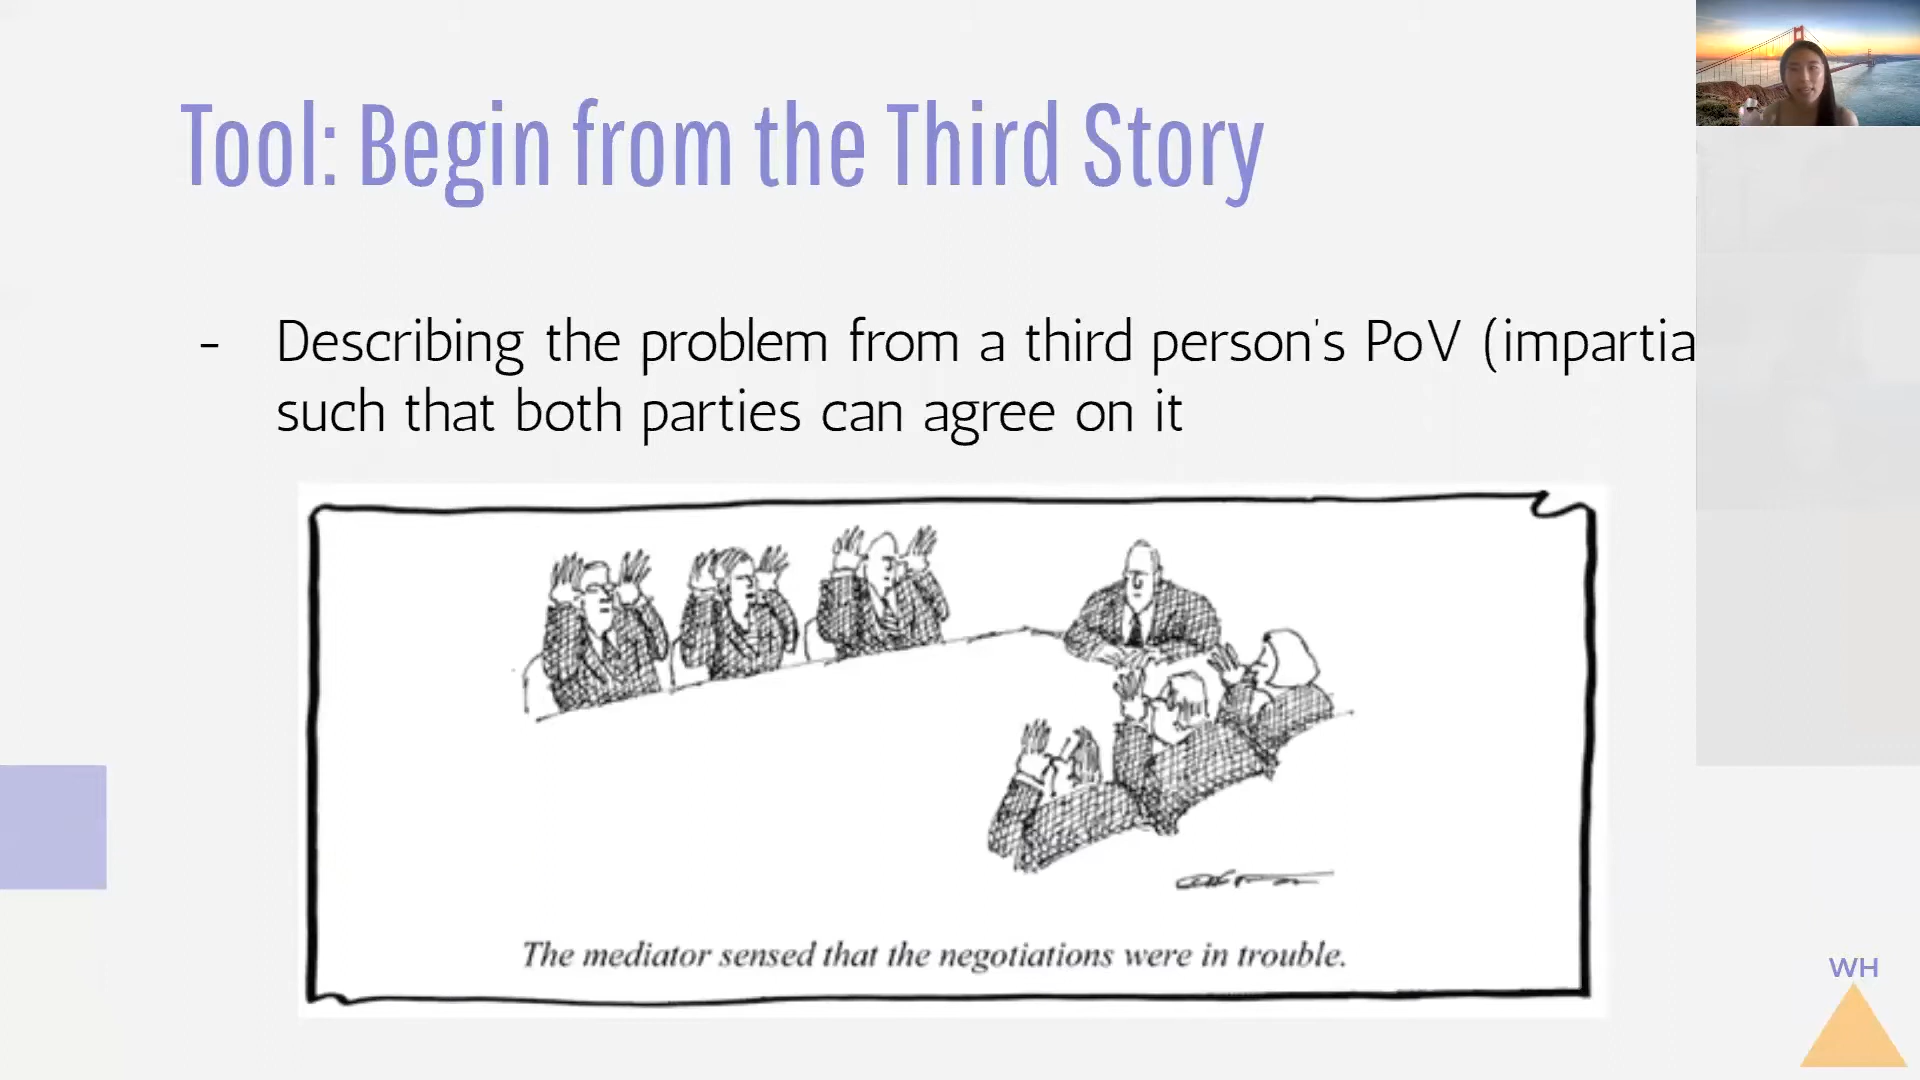 Tool: Begin from the Third Story
- Describing the problem from a third person's PoV (impartia
such that both parties can agree on it
The mediator sensed that the negotiations were in trouble.
WH